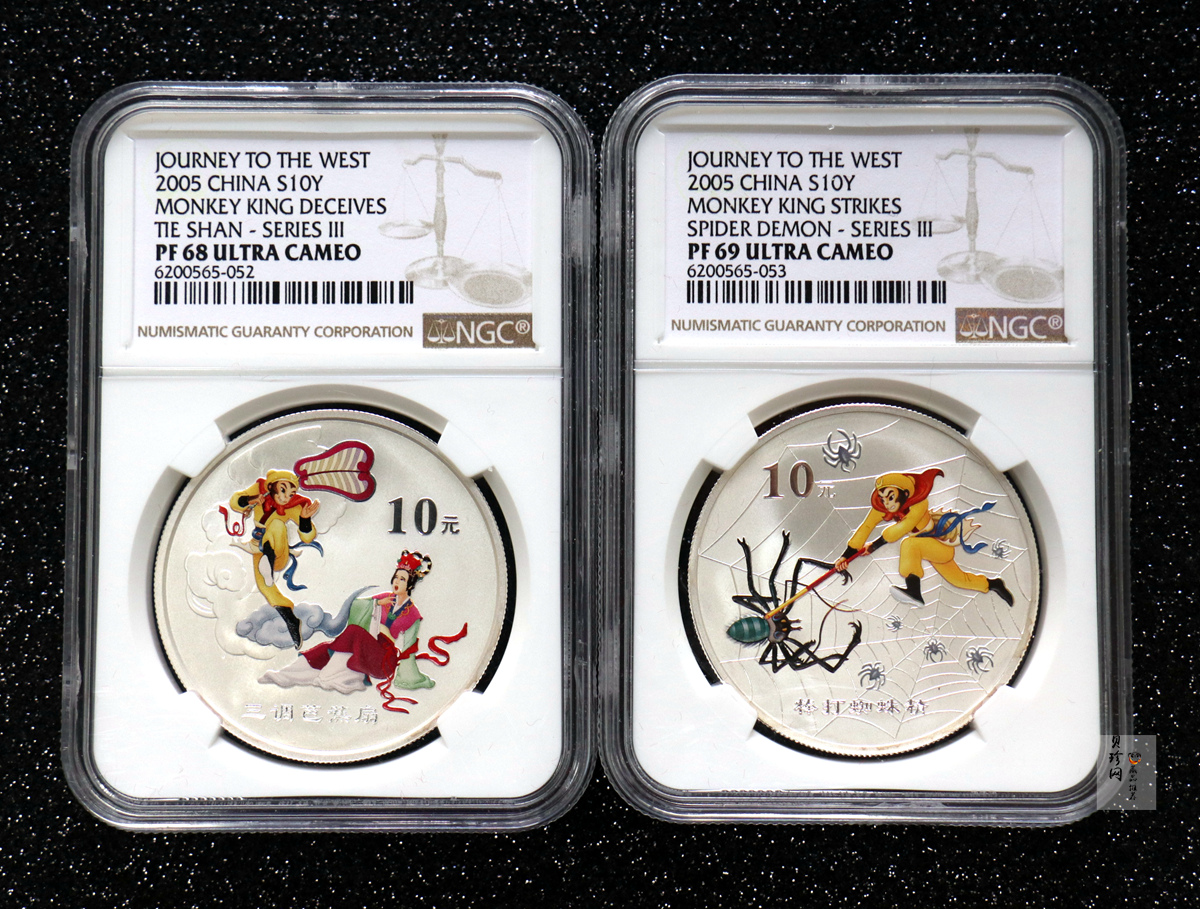 JOURNEY TO THE WEST
2005 CHINA S10Y
MONKEY KING DECEIVES
TIE SHAN - SERIES III
PF 68 ULTRA CAMEO
6200565-052
NUMISMATIC GUARANTY CORPORATION
NGC®
10元
三调芭蕉扇
JOURNEY TO THE WEST
2005 CHINA S10Y
MONKEY KING STRIKES
SPIDER DEMON - SERIES III
PF 69 ULTRA CAMEO
6200565-053
NUMISMATIC GUARANTY CORPORATION
NGC®
10元
棒打蜘蛛精